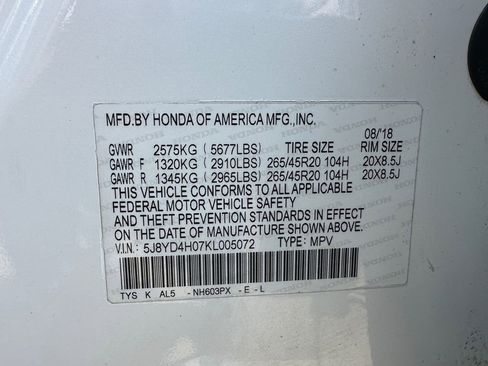 MFD.BY HONDA OF AMERICA MFG.,INC.
08/'18
GVWR 2575KG (5677LBS) TIRE SIZE RIM SIZE
GAWR F 1320KG (2910LBS) 265/45R20 104H 20X8.5J
GAWR R 1345KG (2965LBS) 265/45R20 104H 20X8.5J
THIS VEHICLE CONFORMS TO ALL APPLICABLE
FEDERAL MOTOR VEHICLE SAFETY
AND THEFT PREVENTION STANDARDS IN EFFECT
ON THE DATE OF MANUFACTURE SHOWN ABOVE.
V.I.N.: 5J8YD4H07KL005072 TYPE: MPV
TYS K AL5 -NH603PX -E-L